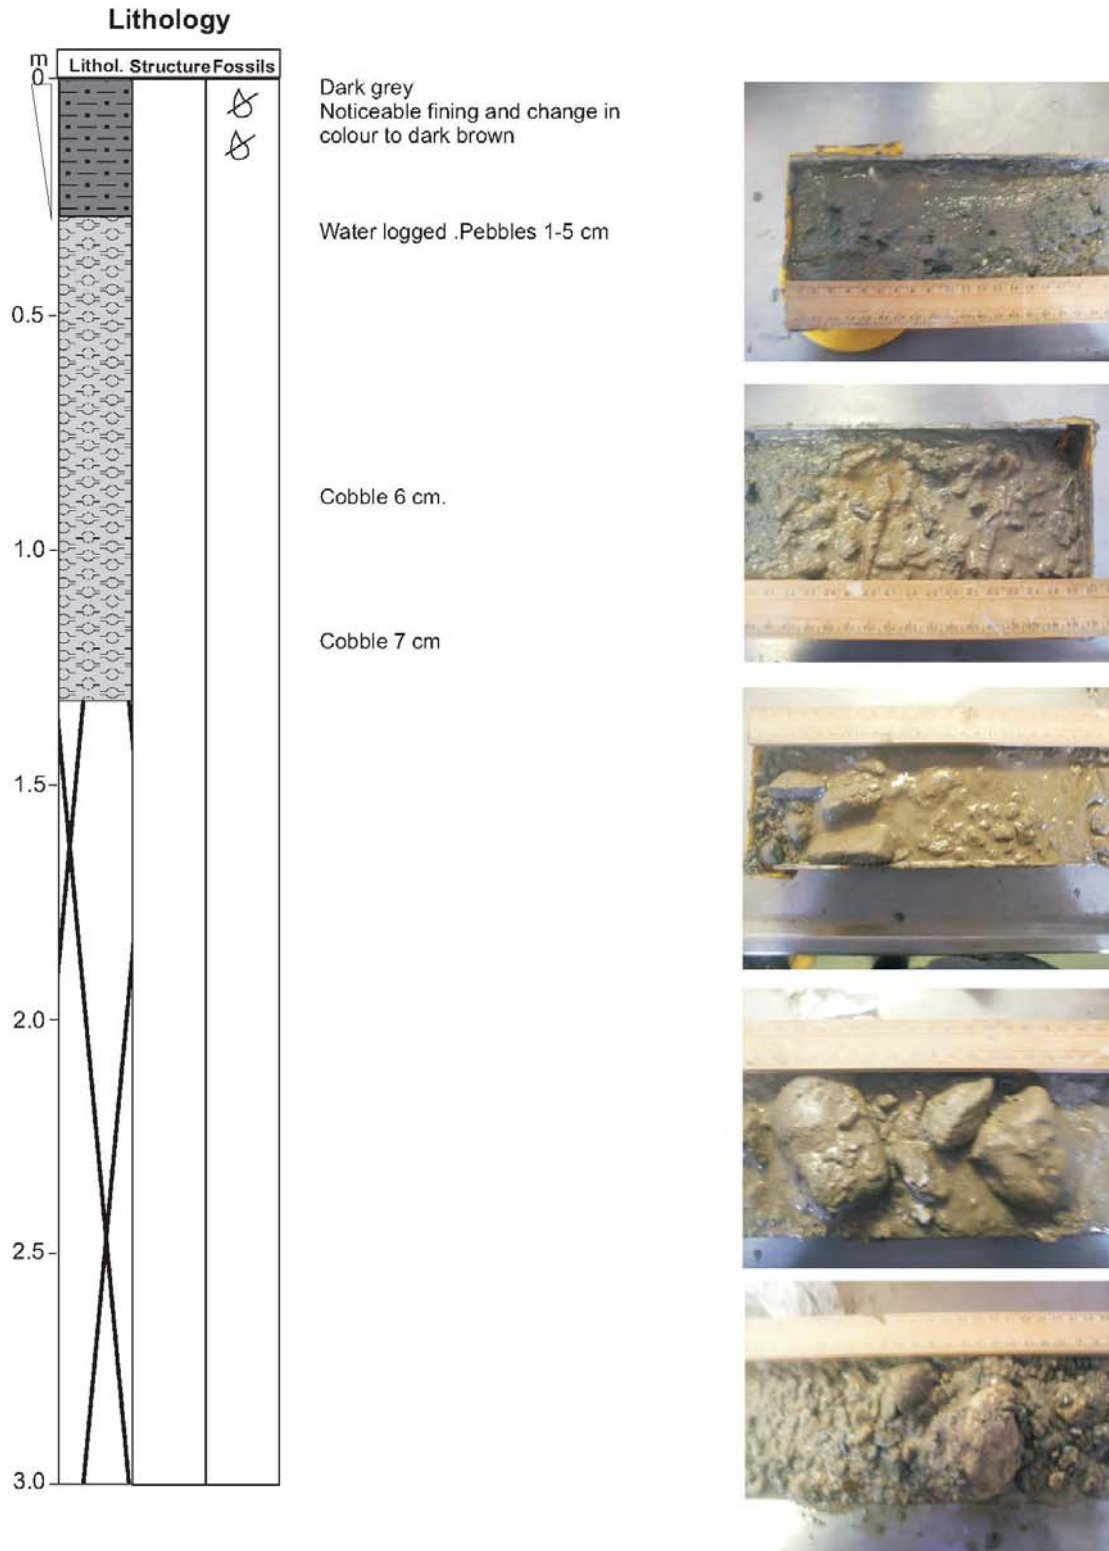 Lithology
m Lithol. Structure Fossils
0
Dark grey
Noticeable fining and change in
colour to dark brown
Water logged .Pebbles 1-5 cm
0.5
Cobble 6 cm.
1.0
Cobble 7 cm
1.5
2.0
2.5
3.0